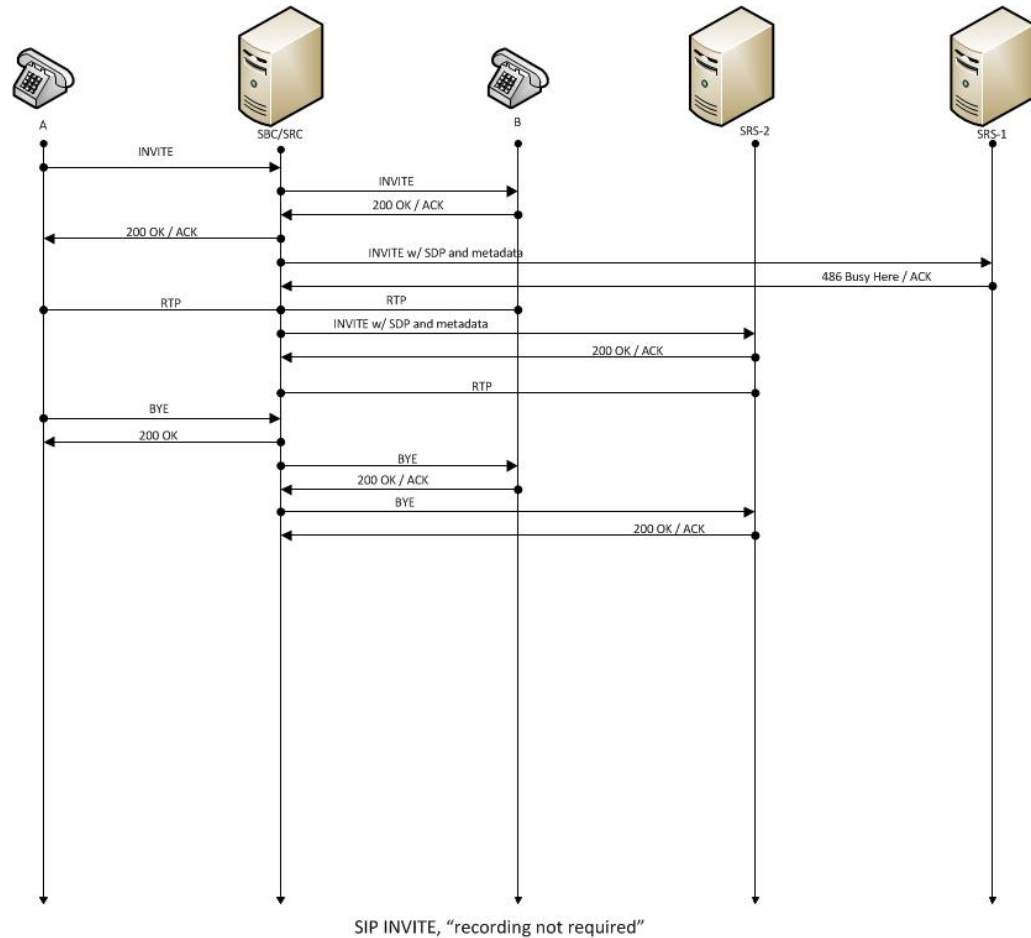 A
SBC/SRC
B
SRS-2
SRS-1
INVITE
INVITE
200 OK / ACK
200 OK / ACK
INVITE w/ SDP and metadata
486 Busy Here / ACK
RTP
RTP
INVITE w/ SDP and metadata
200 OK / ACK
RTP
BYE
200 OK
BYE
200 OK / ACK
BYE
200 OK / ACK
SIP INVITE, “recording not required”